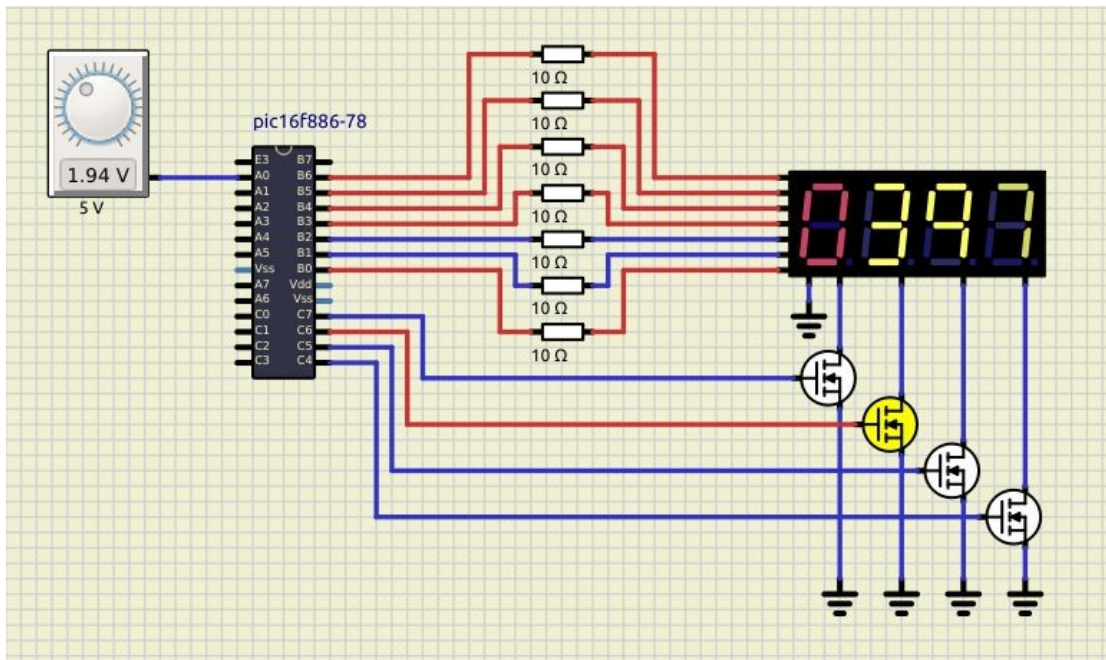 10 Ω
10 Ω
10 Ω
10 Ω
10 Ω
10 Ω
10 Ω
1.94 V
5 V
pic16f886-78
E3 B7
A0 B6
A1 B5
A2 B4
A3 B3
A4 B2
A5 B1
Vss B0
A7 Vdd
A6 Vss
C0 C7
C1 C6
C2 C5
C3 C4
0397